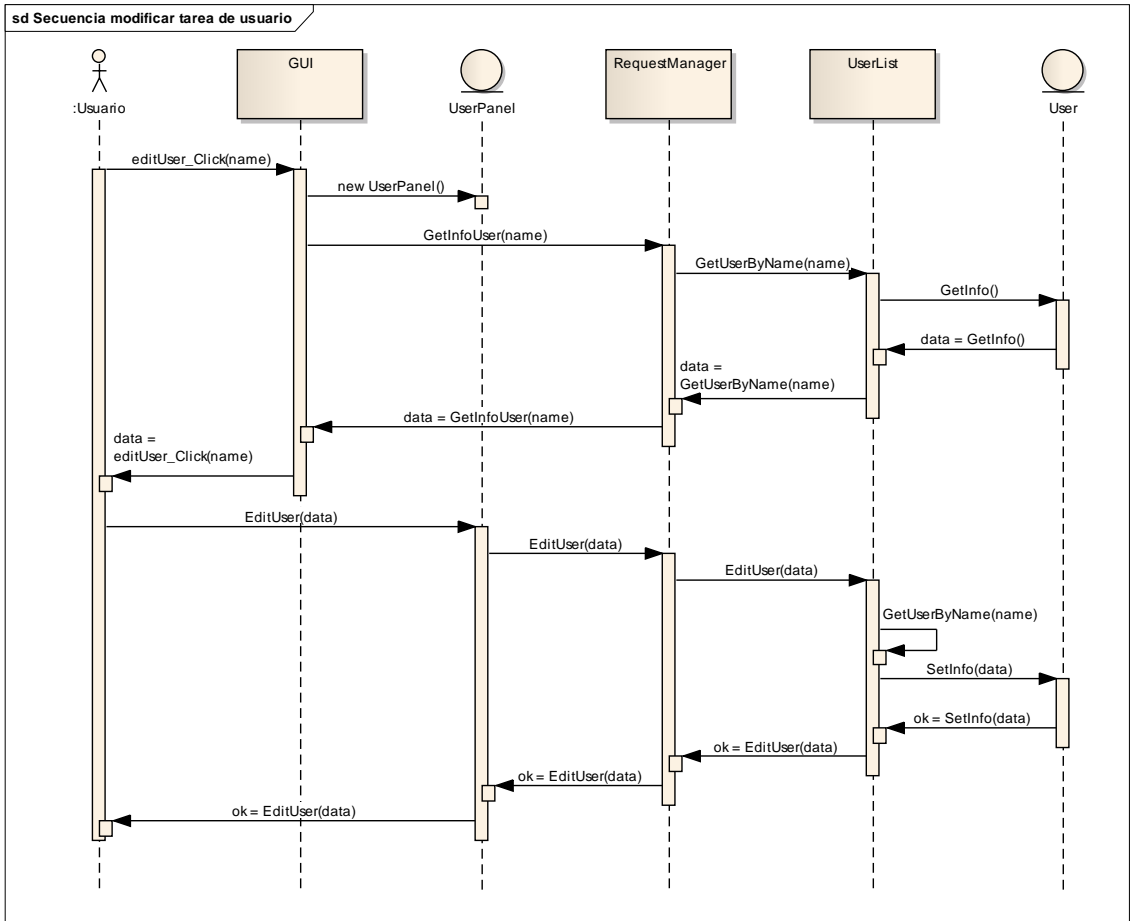 sd Secuencia modificar tarea de usuario
:Usuario
GUI
UserPanel
RequestManager
UserList
User
editUser_Click(name)
new UserPanel()
GetInfoUser(name)
GetUserByName(name)
GetInfo()
data = GetInfo()
data =
GetUserByName(name)
data = GetInfoUser(name)
data =
editUser_Click(name)
EditUser(data)
EditUser(data)
EditUser(data)
GetUserByName(name)
SetInfo(data)
ok = SetInfo(data)
ok = EditUser(data)
ok = EditUser(data)
ok = EditUser(data)